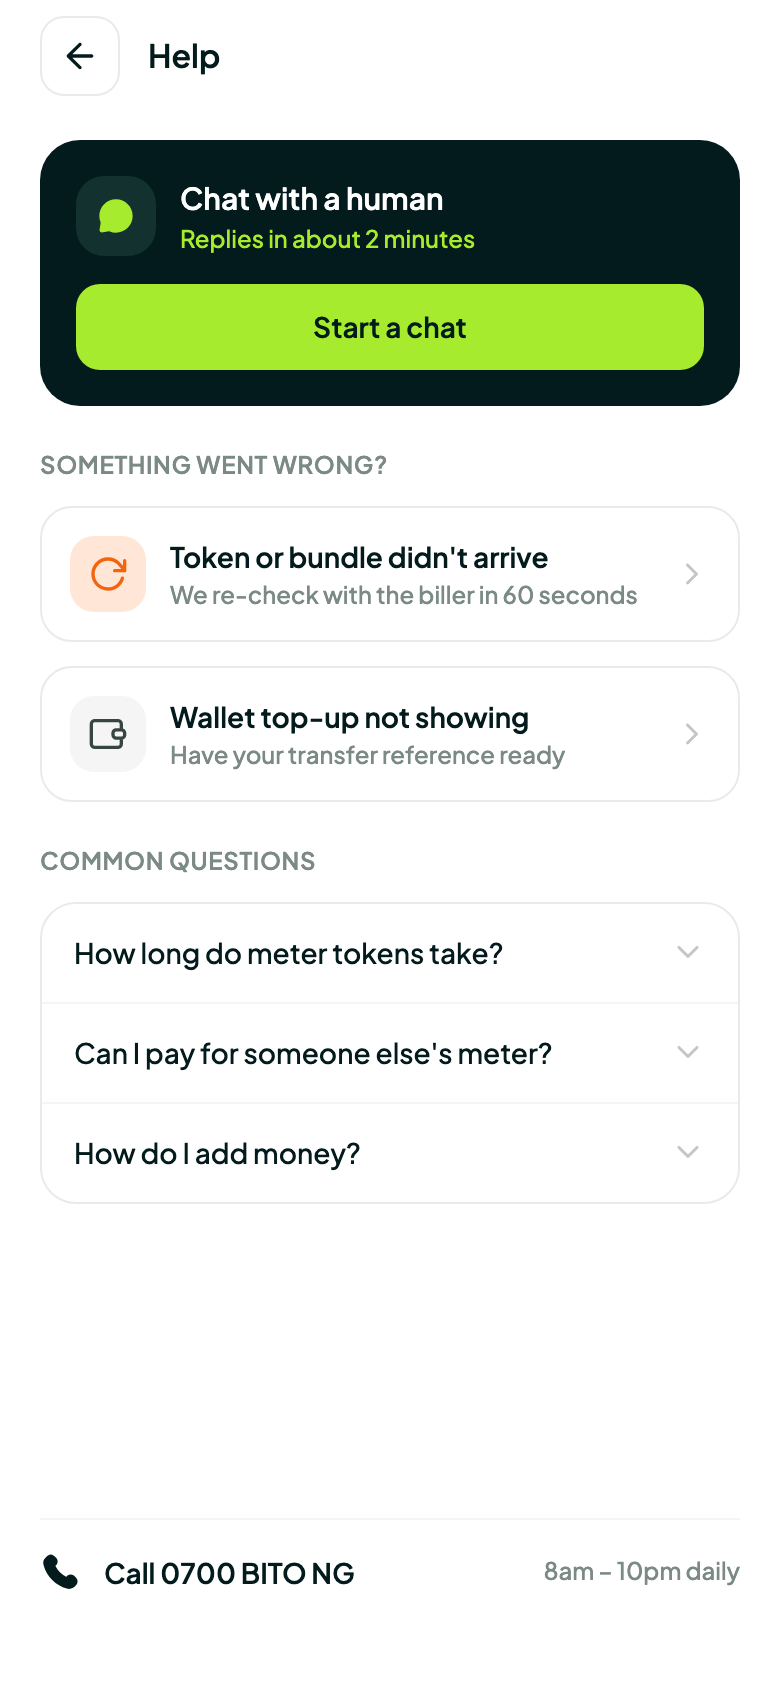 Help
Chat with a human
Replies in about 2 minutes
Start a chat
SOMETHING WENT WRONG?
Token or bundle didn't arrive
We re-check with the biller in 60 seconds
Wallet top-up not showing
Have your transfer reference ready
COMMON QUESTIONS
How long do meter tokens take?
Can I pay for someone else's meter?
How do I add money?
Call 0700 BITO NG
8am – 10pm daily